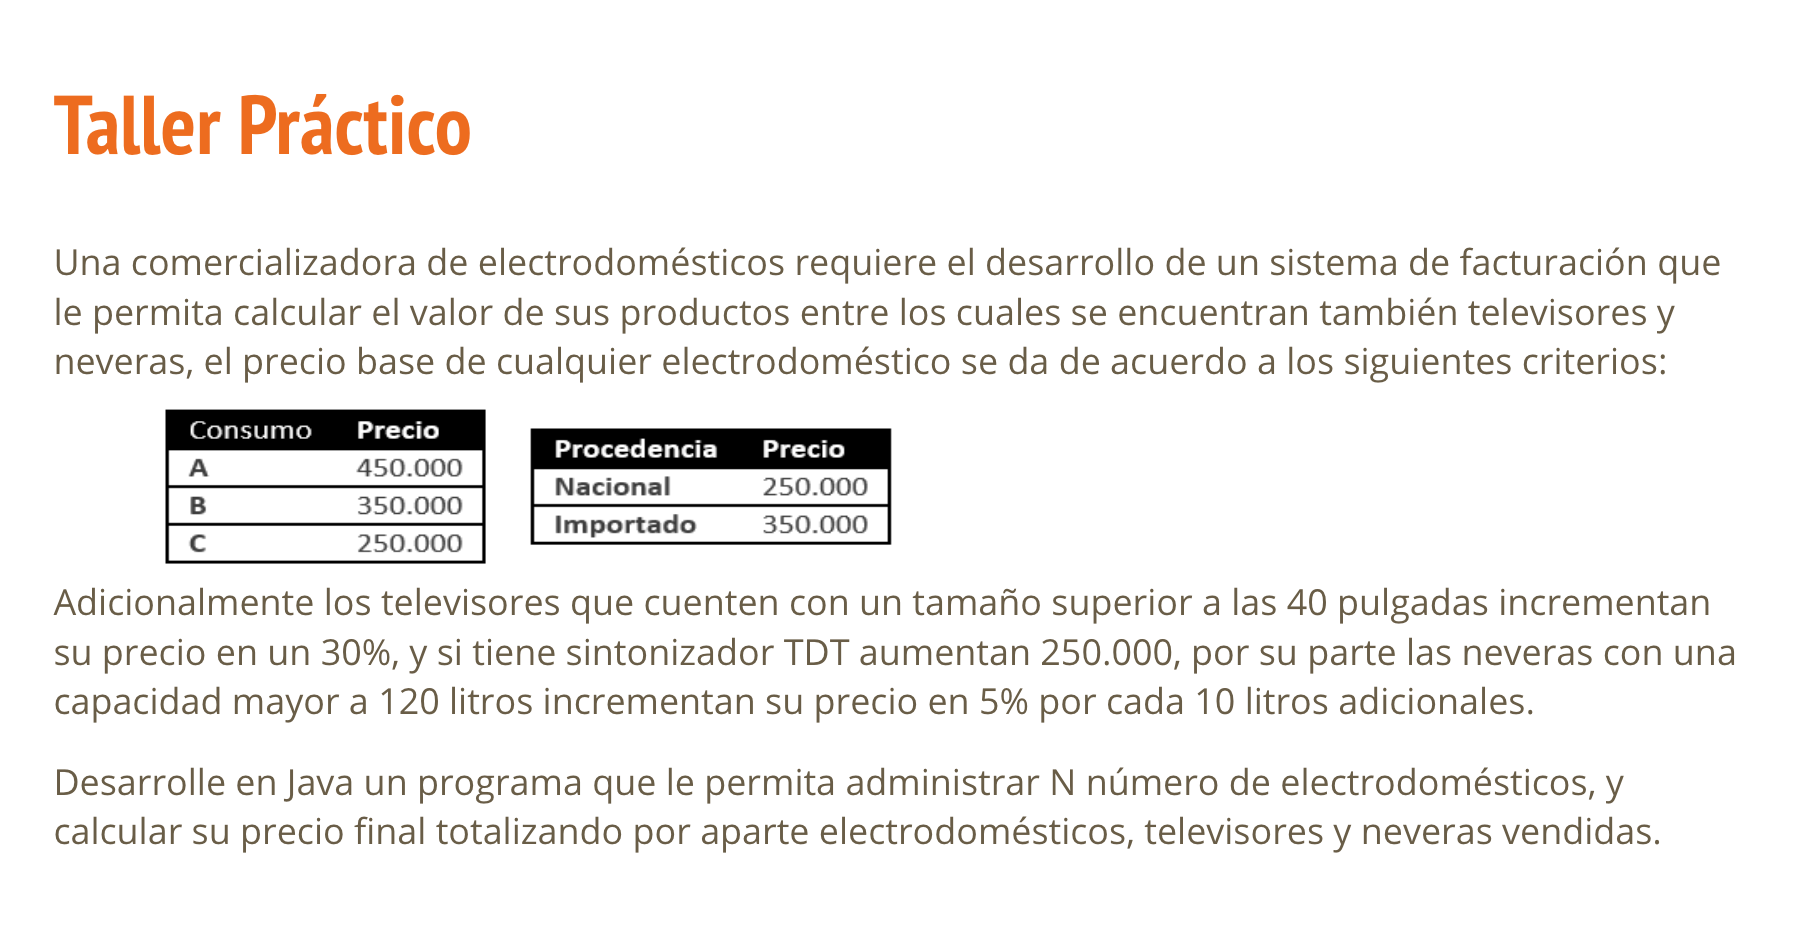 Taller Práctico
Una comercializadora de electrodomésticos requiere el desarrollo de un sistema de facturación que
le permita calcular el valor de sus productos entre los cuales se encuentran también televisores y
neveras, el precio base de cualquier electrodoméstico se da de acuerdo a los siguientes criterios:
Consumo Precio
A 450.000
B 350.000
C 250.000
Procedencia Precio
Nacional 250.000
Importado 350.000
Adicionalmente los televisores que cuenten con un tamaño superior a las 40 pulgadas incrementan
su precio en un 30%, y si tiene sintonizador TDT aumentan 250.000, por su parte las neveras con una
capacidad mayor a 120 litros incrementan su precio en 5% por cada 10 litros adicionales.
Desarrolle en Java un programa que le permita administrar N número de electrodomésticos, y
calcular su precio final totalizando por aparte electrodomésticos, televisores y neveras vendidas.